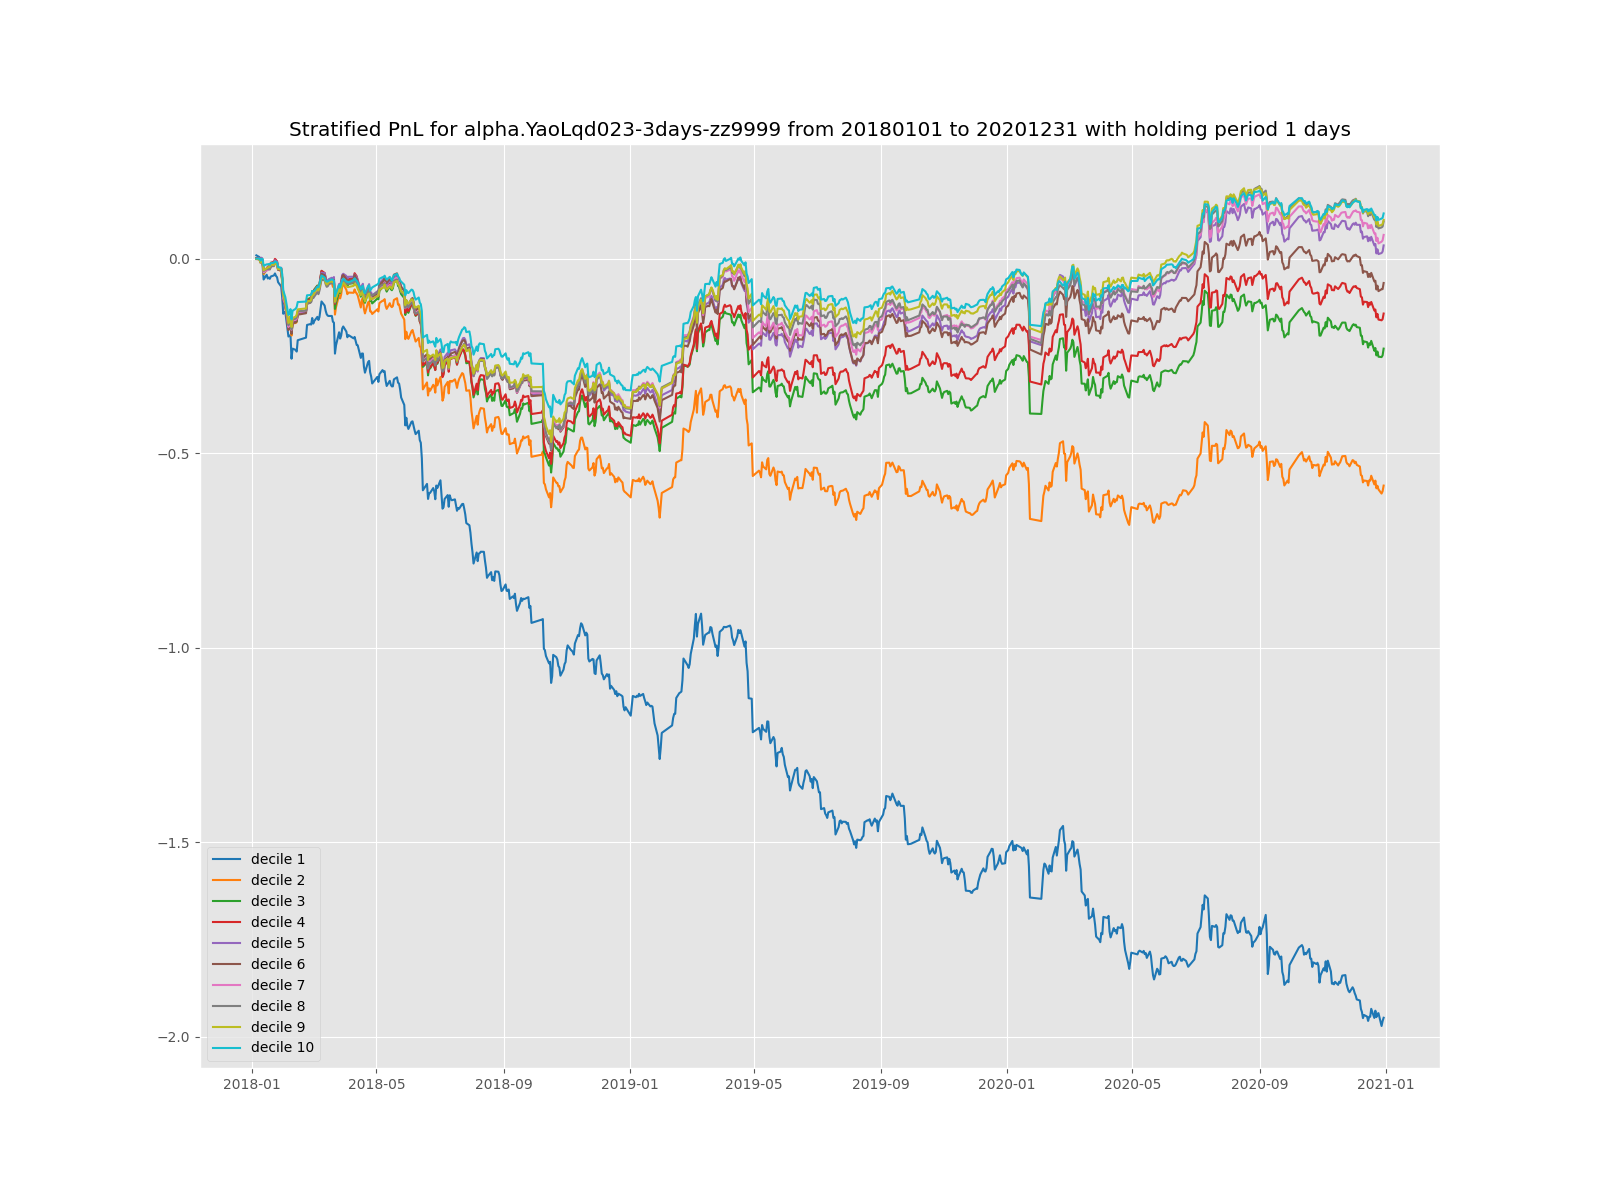 Stratified PnL for alpha.YaoLqd023-3days-zz9999 from 20180101 to 20201231 with holding period 1 days
0.0
−0.5
−1.0
−1.5
−2.0
decile 1
decile 2
decile 3
decile 4
decile 5
decile 6
decile 7
decile 8
decile 9
decile 10
2018-01 2018-05 2018-09 2019-01 2019-05 2019-09 2020-01 2020-05 2020-09 2021-01